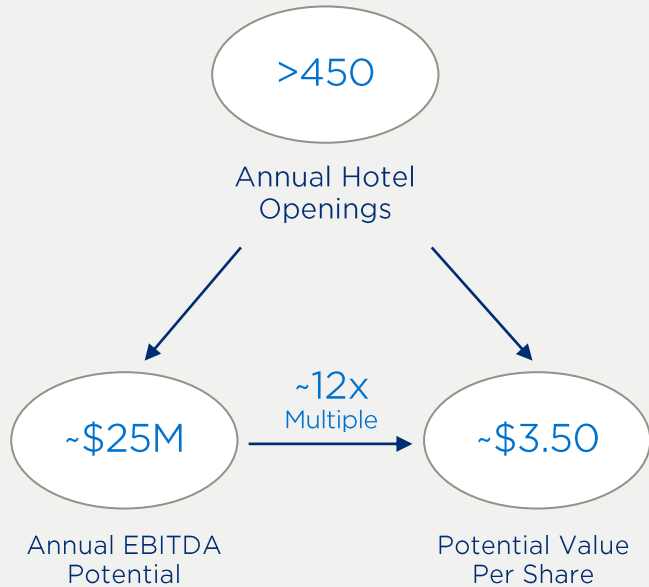 >450
Annual Hotel
Openings
~12x
Multiple
~$25M
~$3.50
Annual EBITDA
Potential
Potential Value
Per Share